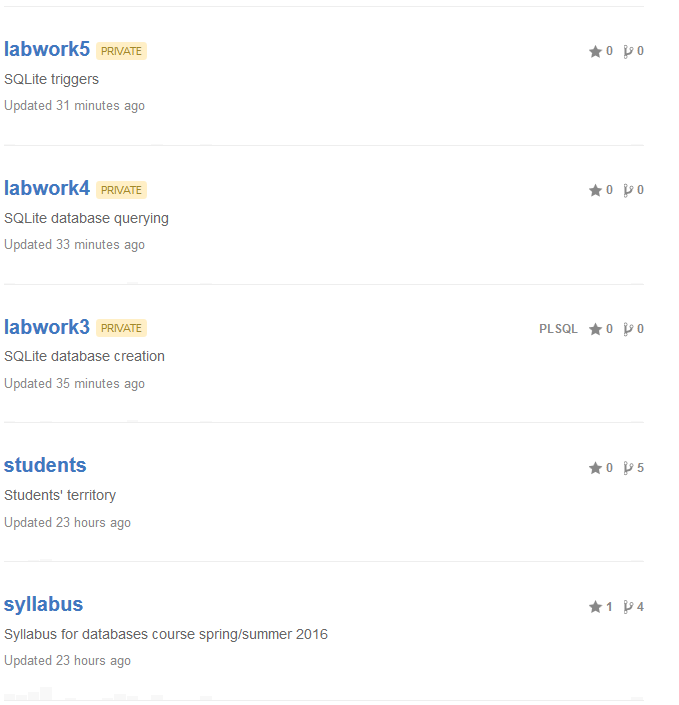 labwork5 PRIVATE ★ 0 0
SQLite triggers
Updated 31 minutes ago
labwork4 PRIVATE ★ 0 0
SQLite database querying
Updated 33 minutes ago
labwork3 PRIVATE PLSQL ★ 0 0
SQLite database creation
Updated 35 minutes ago
students ★ 0 5
Students' territory
Updated 23 hours ago
syllabus ★ 1 4
Syllabus for databases course spring/summer 2016
Updated 23 hours ago